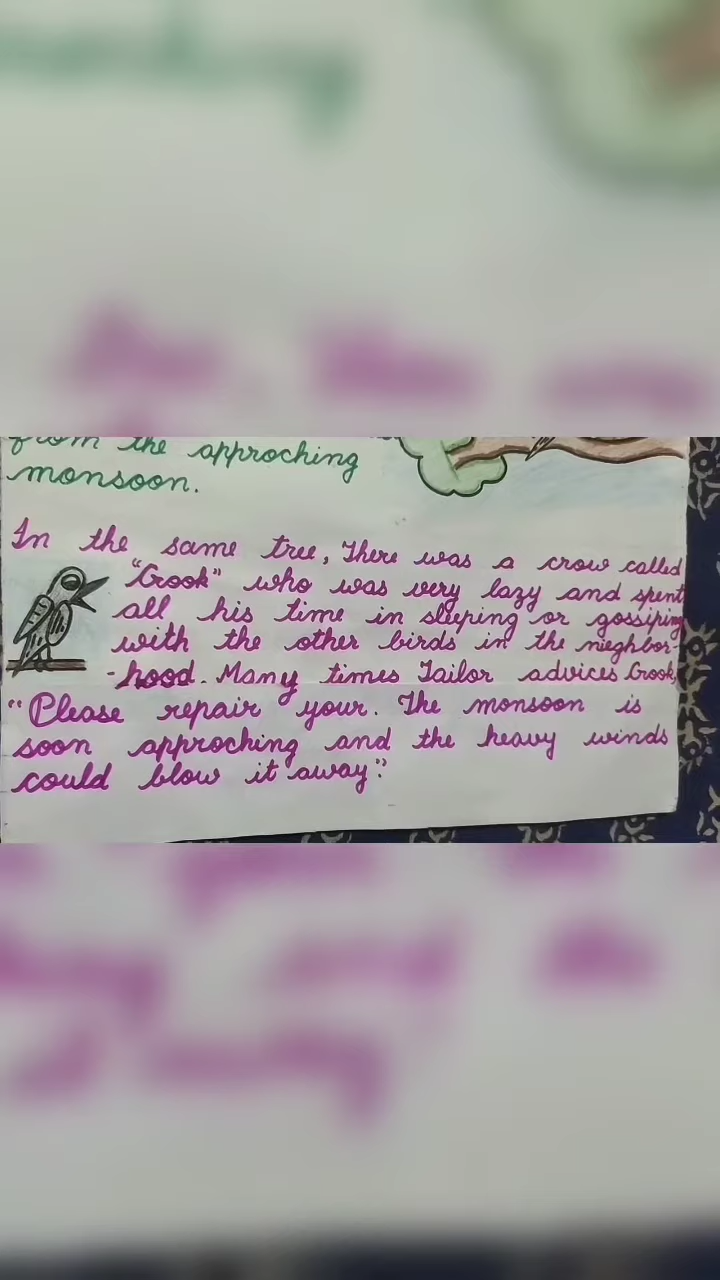 from the approching
monsoon.
In the same tree, There was a crow called
"Crook" who was very lazy and spent
all his time in sleeping or gossiping
with the other birds in the nieghbor-
-hood. Many times Tailor advices Crook,
"Please repair your. The monsoon is
soon approching and the heavy winds
could blow it away".